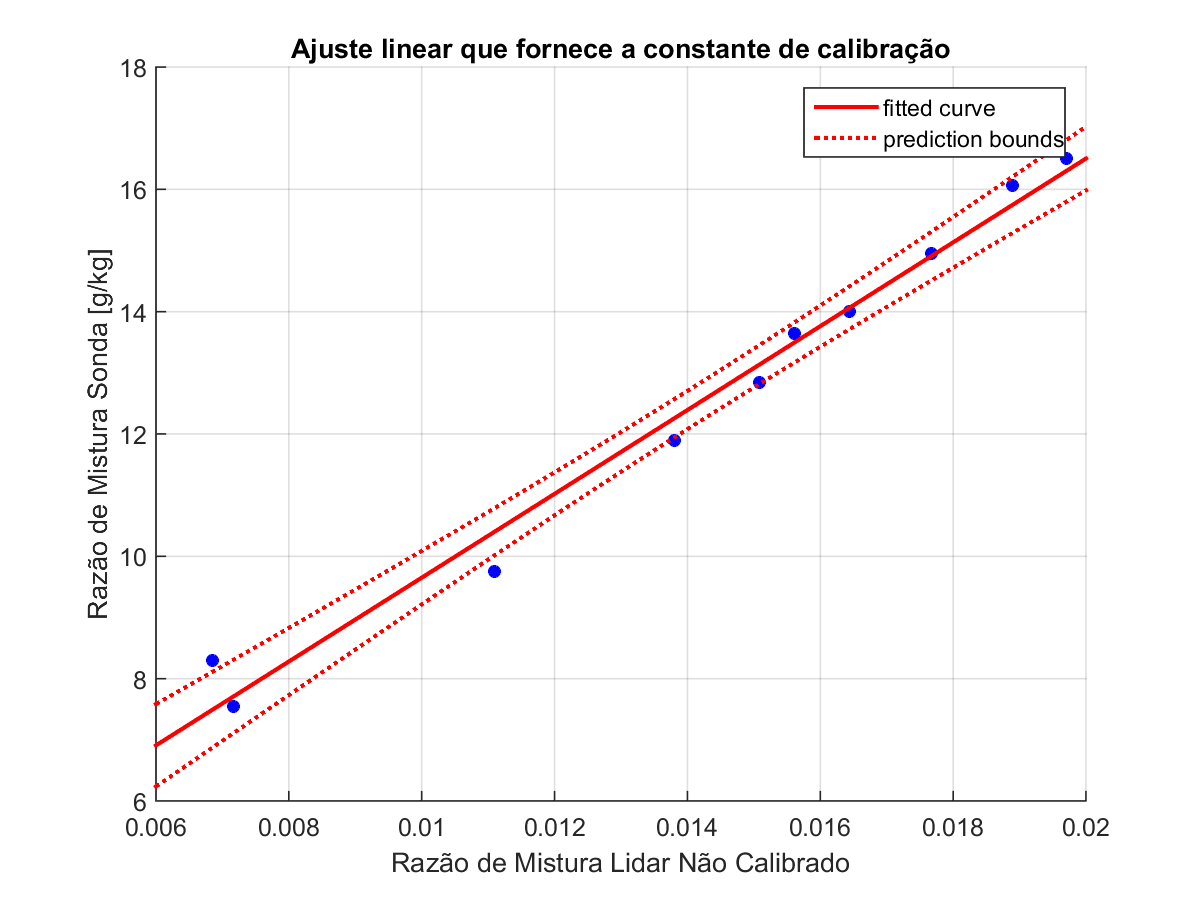 Ajuste linear que fornece a constante de calibração
fitted curve
prediction bounds
Razão de Mistura Sonda [g/kg]
18
16
14
12
10
8
6
0.006 0.008 0.01 0.012 0.014 0.016 0.018 0.02
Razão de Mistura Lidar Não Calibrado